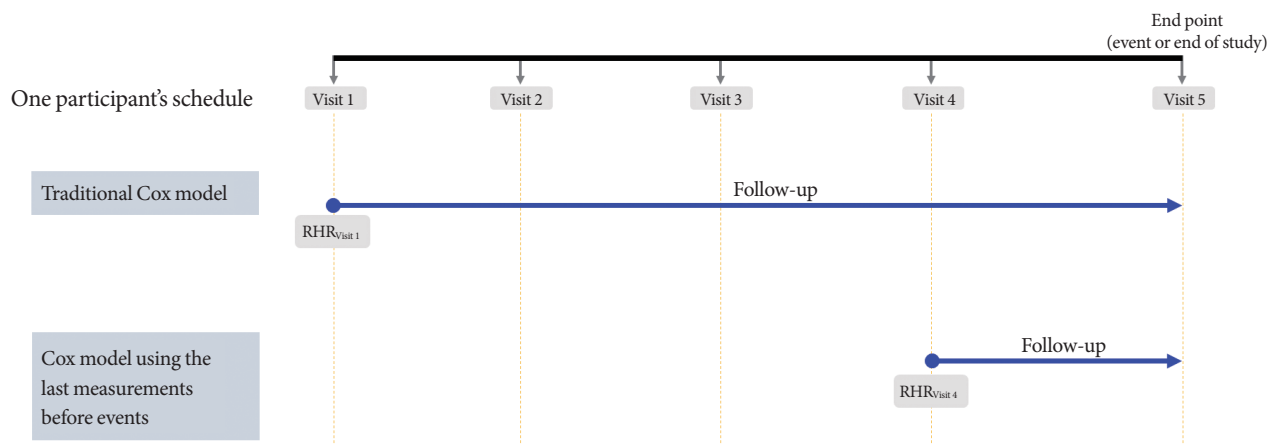 End point
(event or end of study)
One participant's schedule
Visit 1
Visit 2
Visit 3
Visit 4
Visit 5
Traditional Cox model
Follow-up
RHRVisit 1
Cox model using the
last measurements
before events
Follow-up
RHRVisit 4